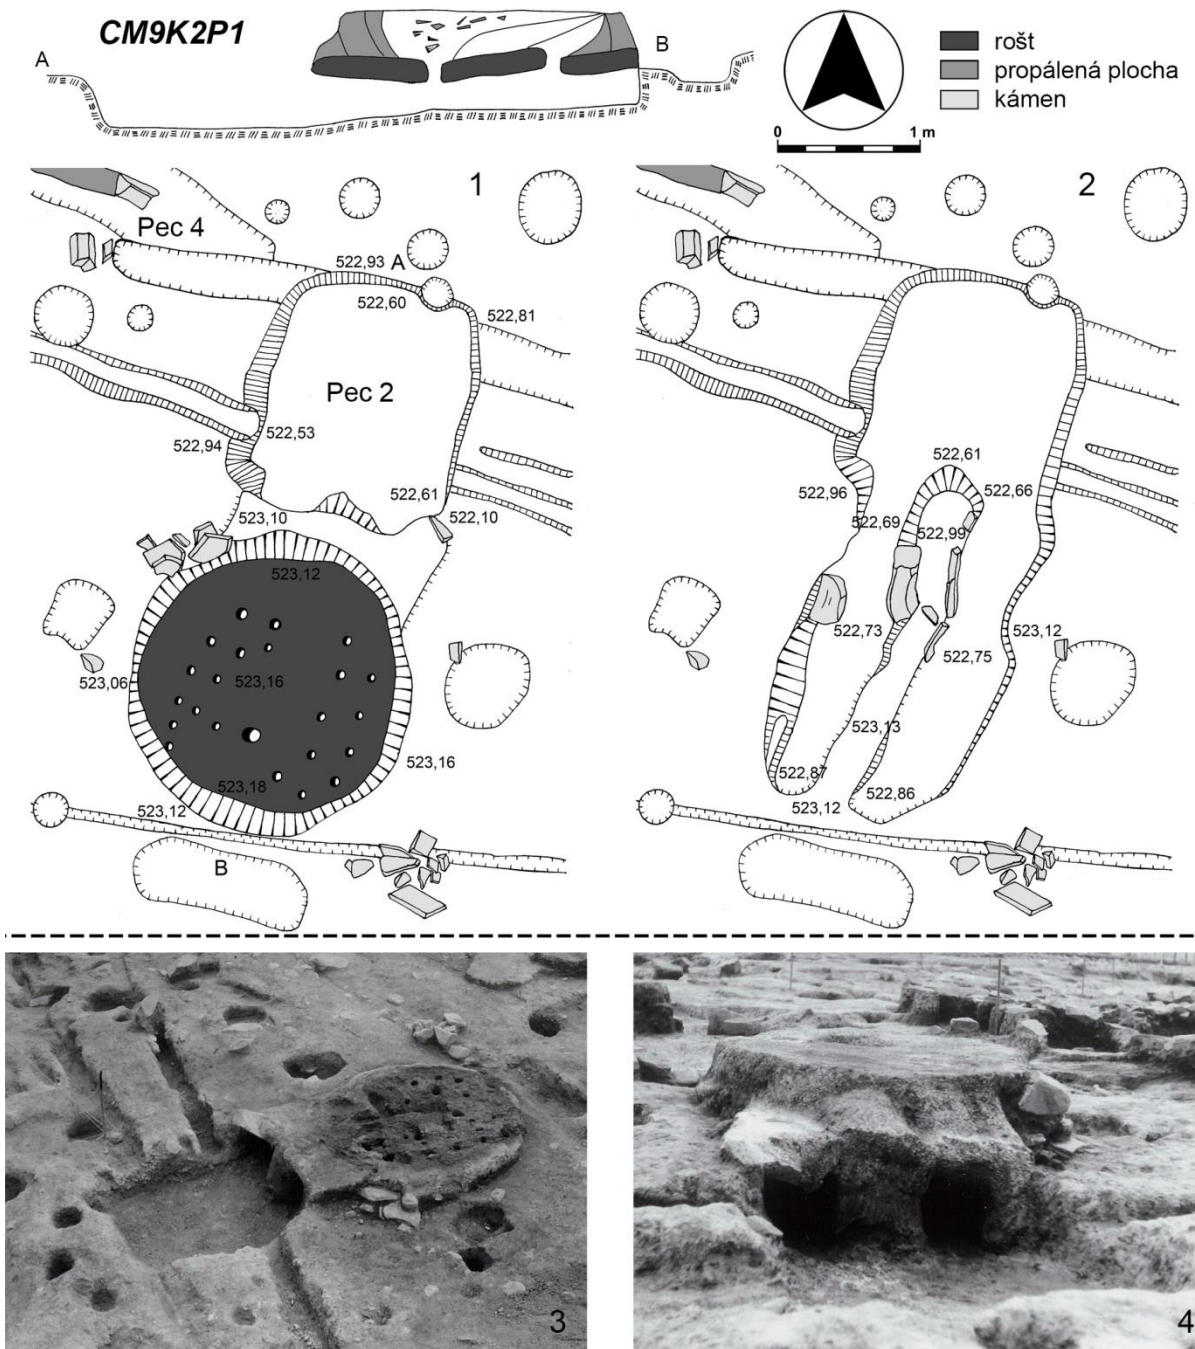 CM9K2P1
A
B
0 1 m
rošt
propálená plocha
kámen
1
Pec 4
522,93 A
522,60
522,81
Pec 2
522,94
522,53
522,61
522,10
523,10
523,12
523,06
523,16
523,16
523,18
523,12
B
2
522,61
522,96
522,66
522,69
522,99
522,73
523,12
522,75
523,13
522,87
522,86
523,12
3
4